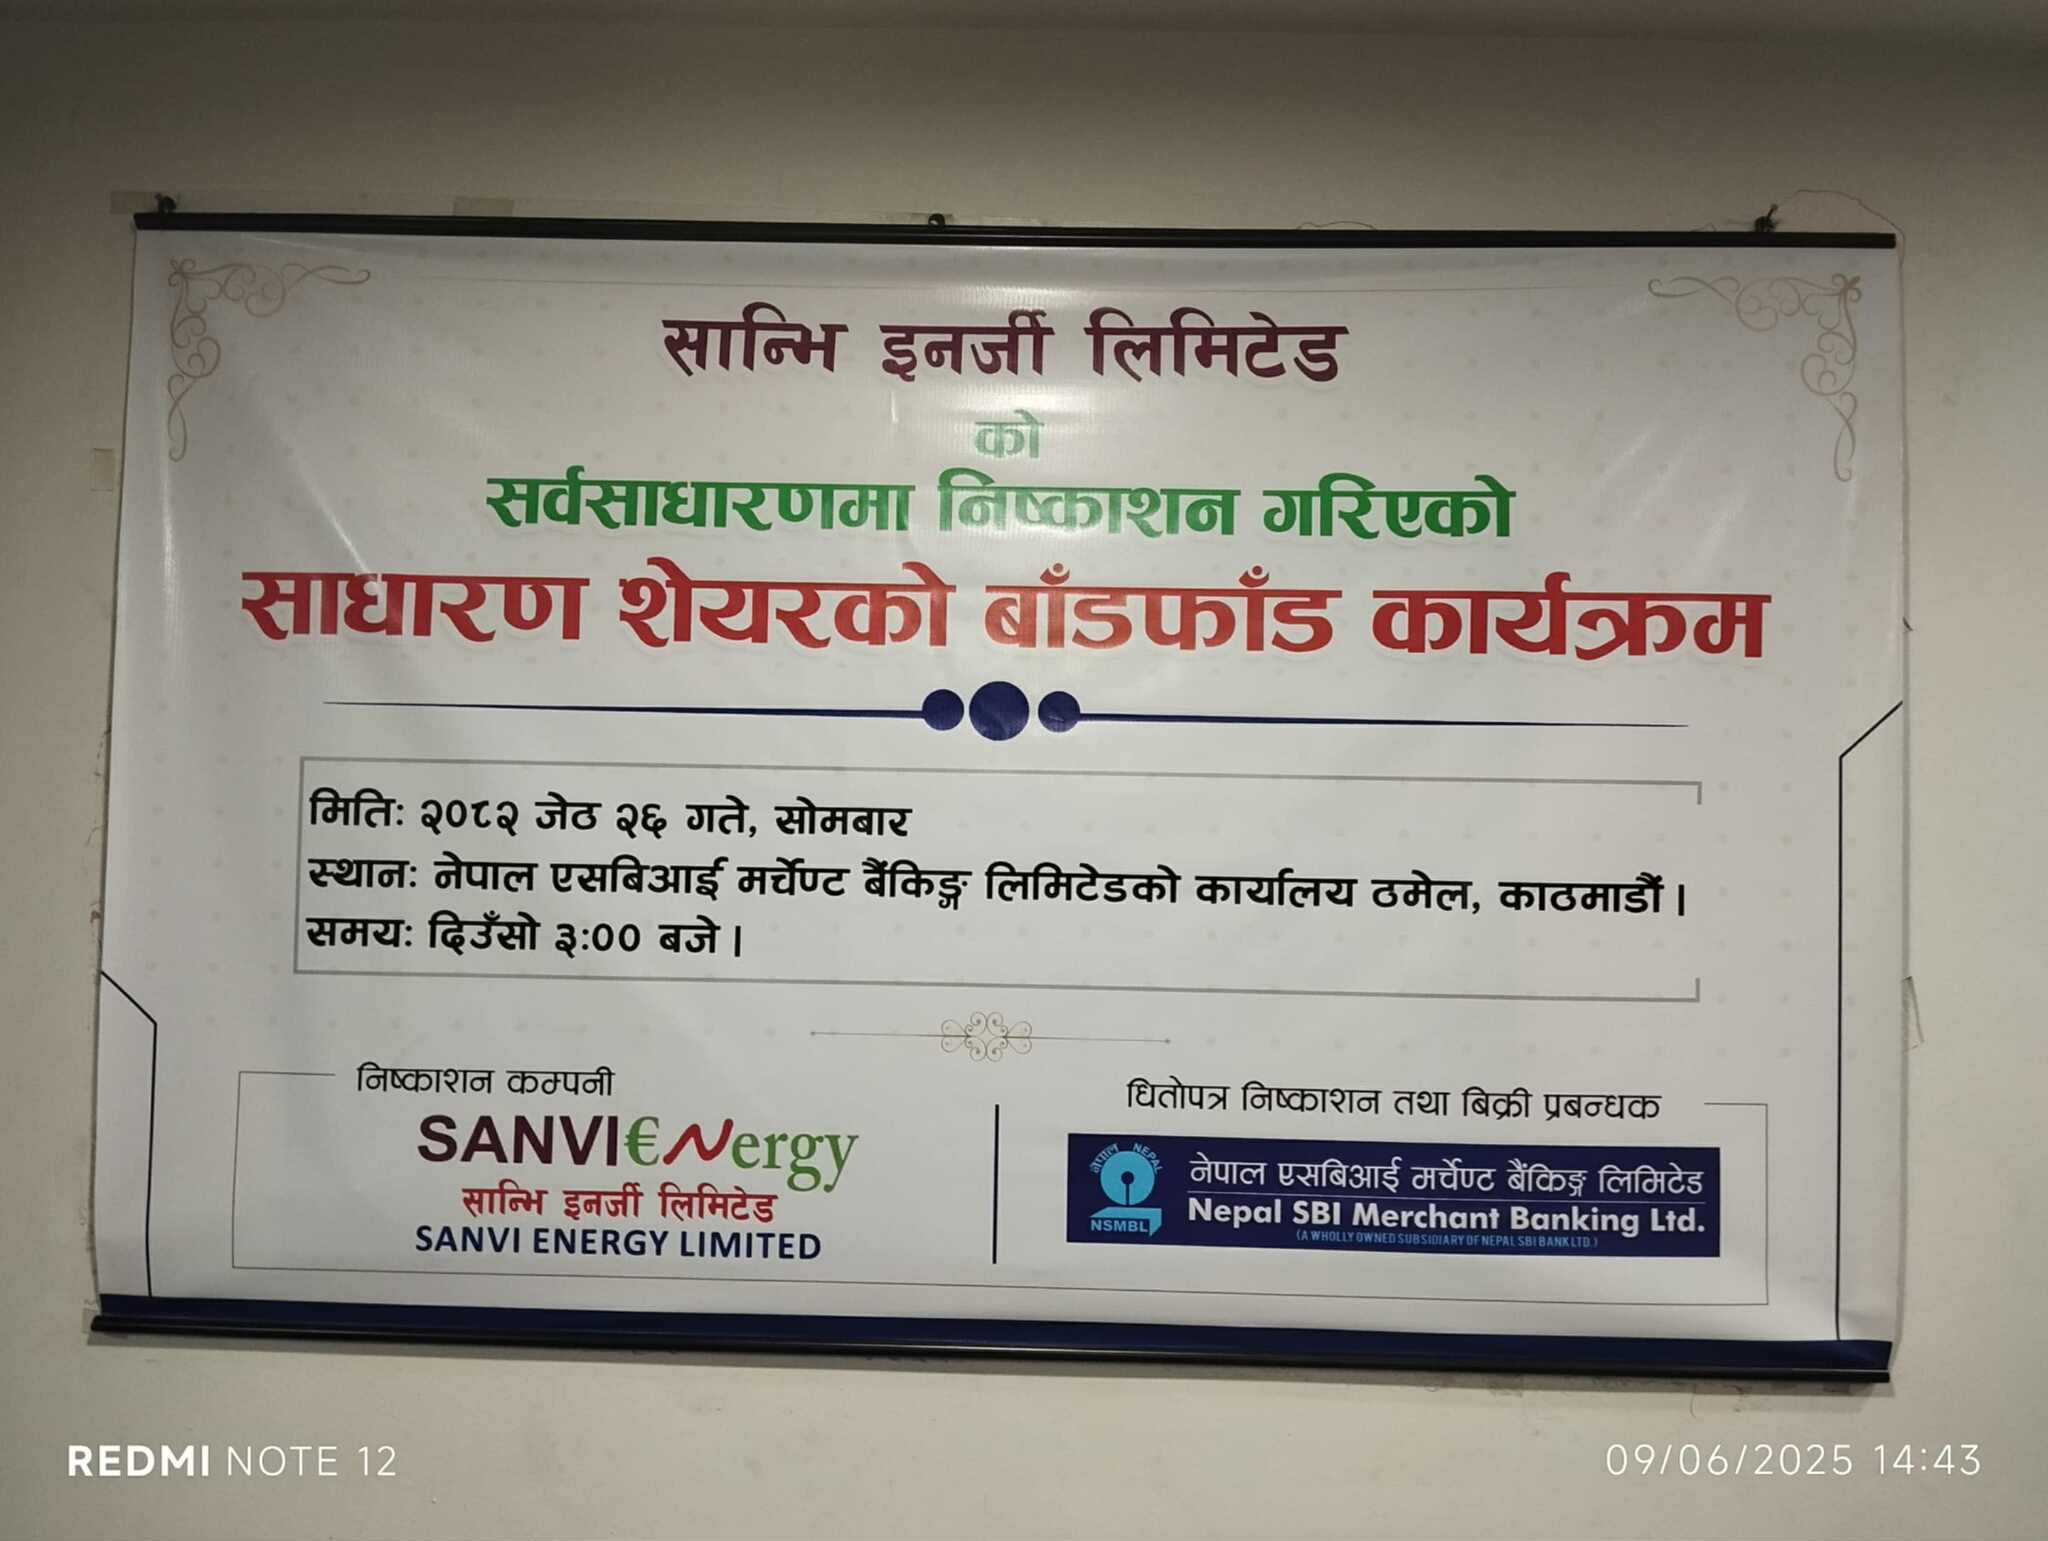 सान्भि इनर्जी लिमिटेड
को
सर्वसाधारणमा निष्काशन गरिएको
साधारण शेयरको बाँडफाँड कार्यक्रम
मितिः २०८२ जेठ २६ गते, सोमबार
स्थानः नेपाल एसबिआई मर्चेण्ट बैंकिङ्ग लिमिटेडको कार्यालय ठमेल, काठमाडौं ।
समयः दिउँसो ३:०० बजे ।
निष्काशन कम्पनी
SANVI€Nergy
सान्भि इनर्जी लिमिटेड
SANVI ENERGY LIMITED
धितोपत्र निष्काशन तथा बिक्री प्रबन्धक
नेपाल NEPAL
NSMBL
नेपाल एसबिआई मर्चेण्ट बैंकिङ्ग लिमिटेड
Nepal SBI Merchant Banking Ltd.
(A WHOLLY OWNED SUBSIDIARY OF NEPAL SBI BANK LTD.)
REDMI NOTE 12
09/06/2025 14:43